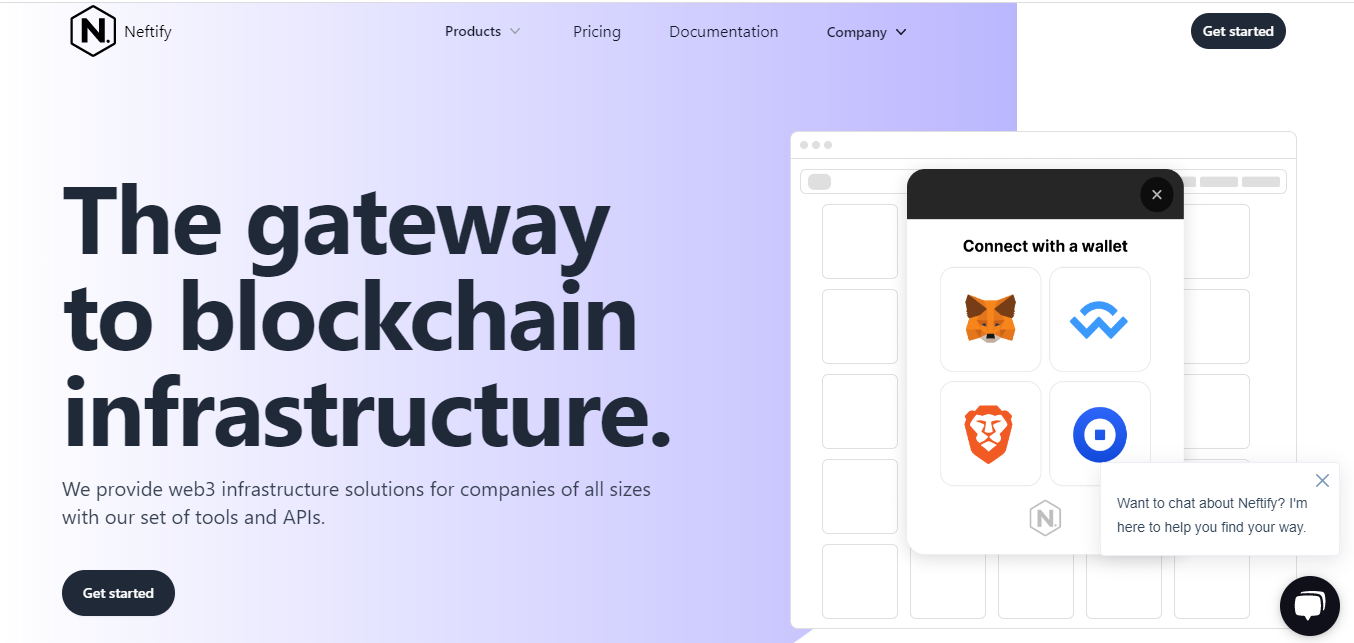 N. Neftify
Products
Pricing
Documentation
Company
Get started
The gateway
to blockchain
infrastructure.
We provide web3 infrastructure solutions for companies of all sizes
with our set of tools and APIs.
Get started
Connect with a wallet
N.
Want to chat about Neftify? I'm
here to help you find your way.